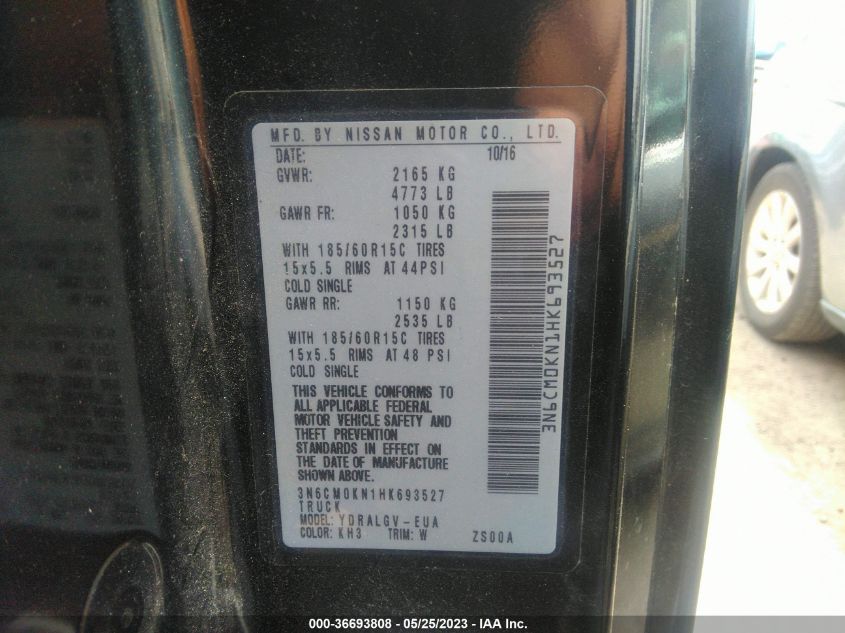 MFD. BY NISSAN MOTOR CO., LTD.
DATE: 10/16
GVWR: 2165 KG
4773 LB
GAWR FR: 1050 KG
2315 LB
WITH 185/60R15C TIRES
15x5.5 RIMS AT 44PSI
COLD SINGLE
GAWR RR: 1150 KG
2535 LB
WITH 185/60R15C TIRES
15x5.5 RIMS AT 48 PSI
COLD SINGLE
THIS VEHICLE CONFORMS TO
ALL APPLICABLE FEDERAL
MOTOR VEHICLE SAFETY AND
THEFT PREVENTION
STANDARDS IN EFFECT ON
THE DATE OF MANUFACTURE
SHOWN ABOVE.
3N6CM0KN1HK693527
TRUCK
MODEL: YDRALGV-EUA
COLOR: KH3 TRIM: W ZS00A
3N6CM0KN1HK693527
000-36693808 - 05/25/2023 - IAA Inc.